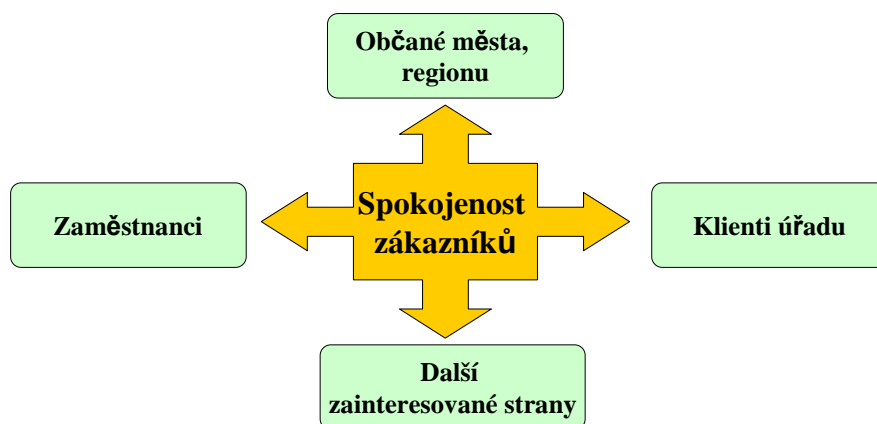 Občané města,
regionu
Zaměstnanci
Spokojenost
zákazníků
Klienti úřadu
Další
zainteresované strany